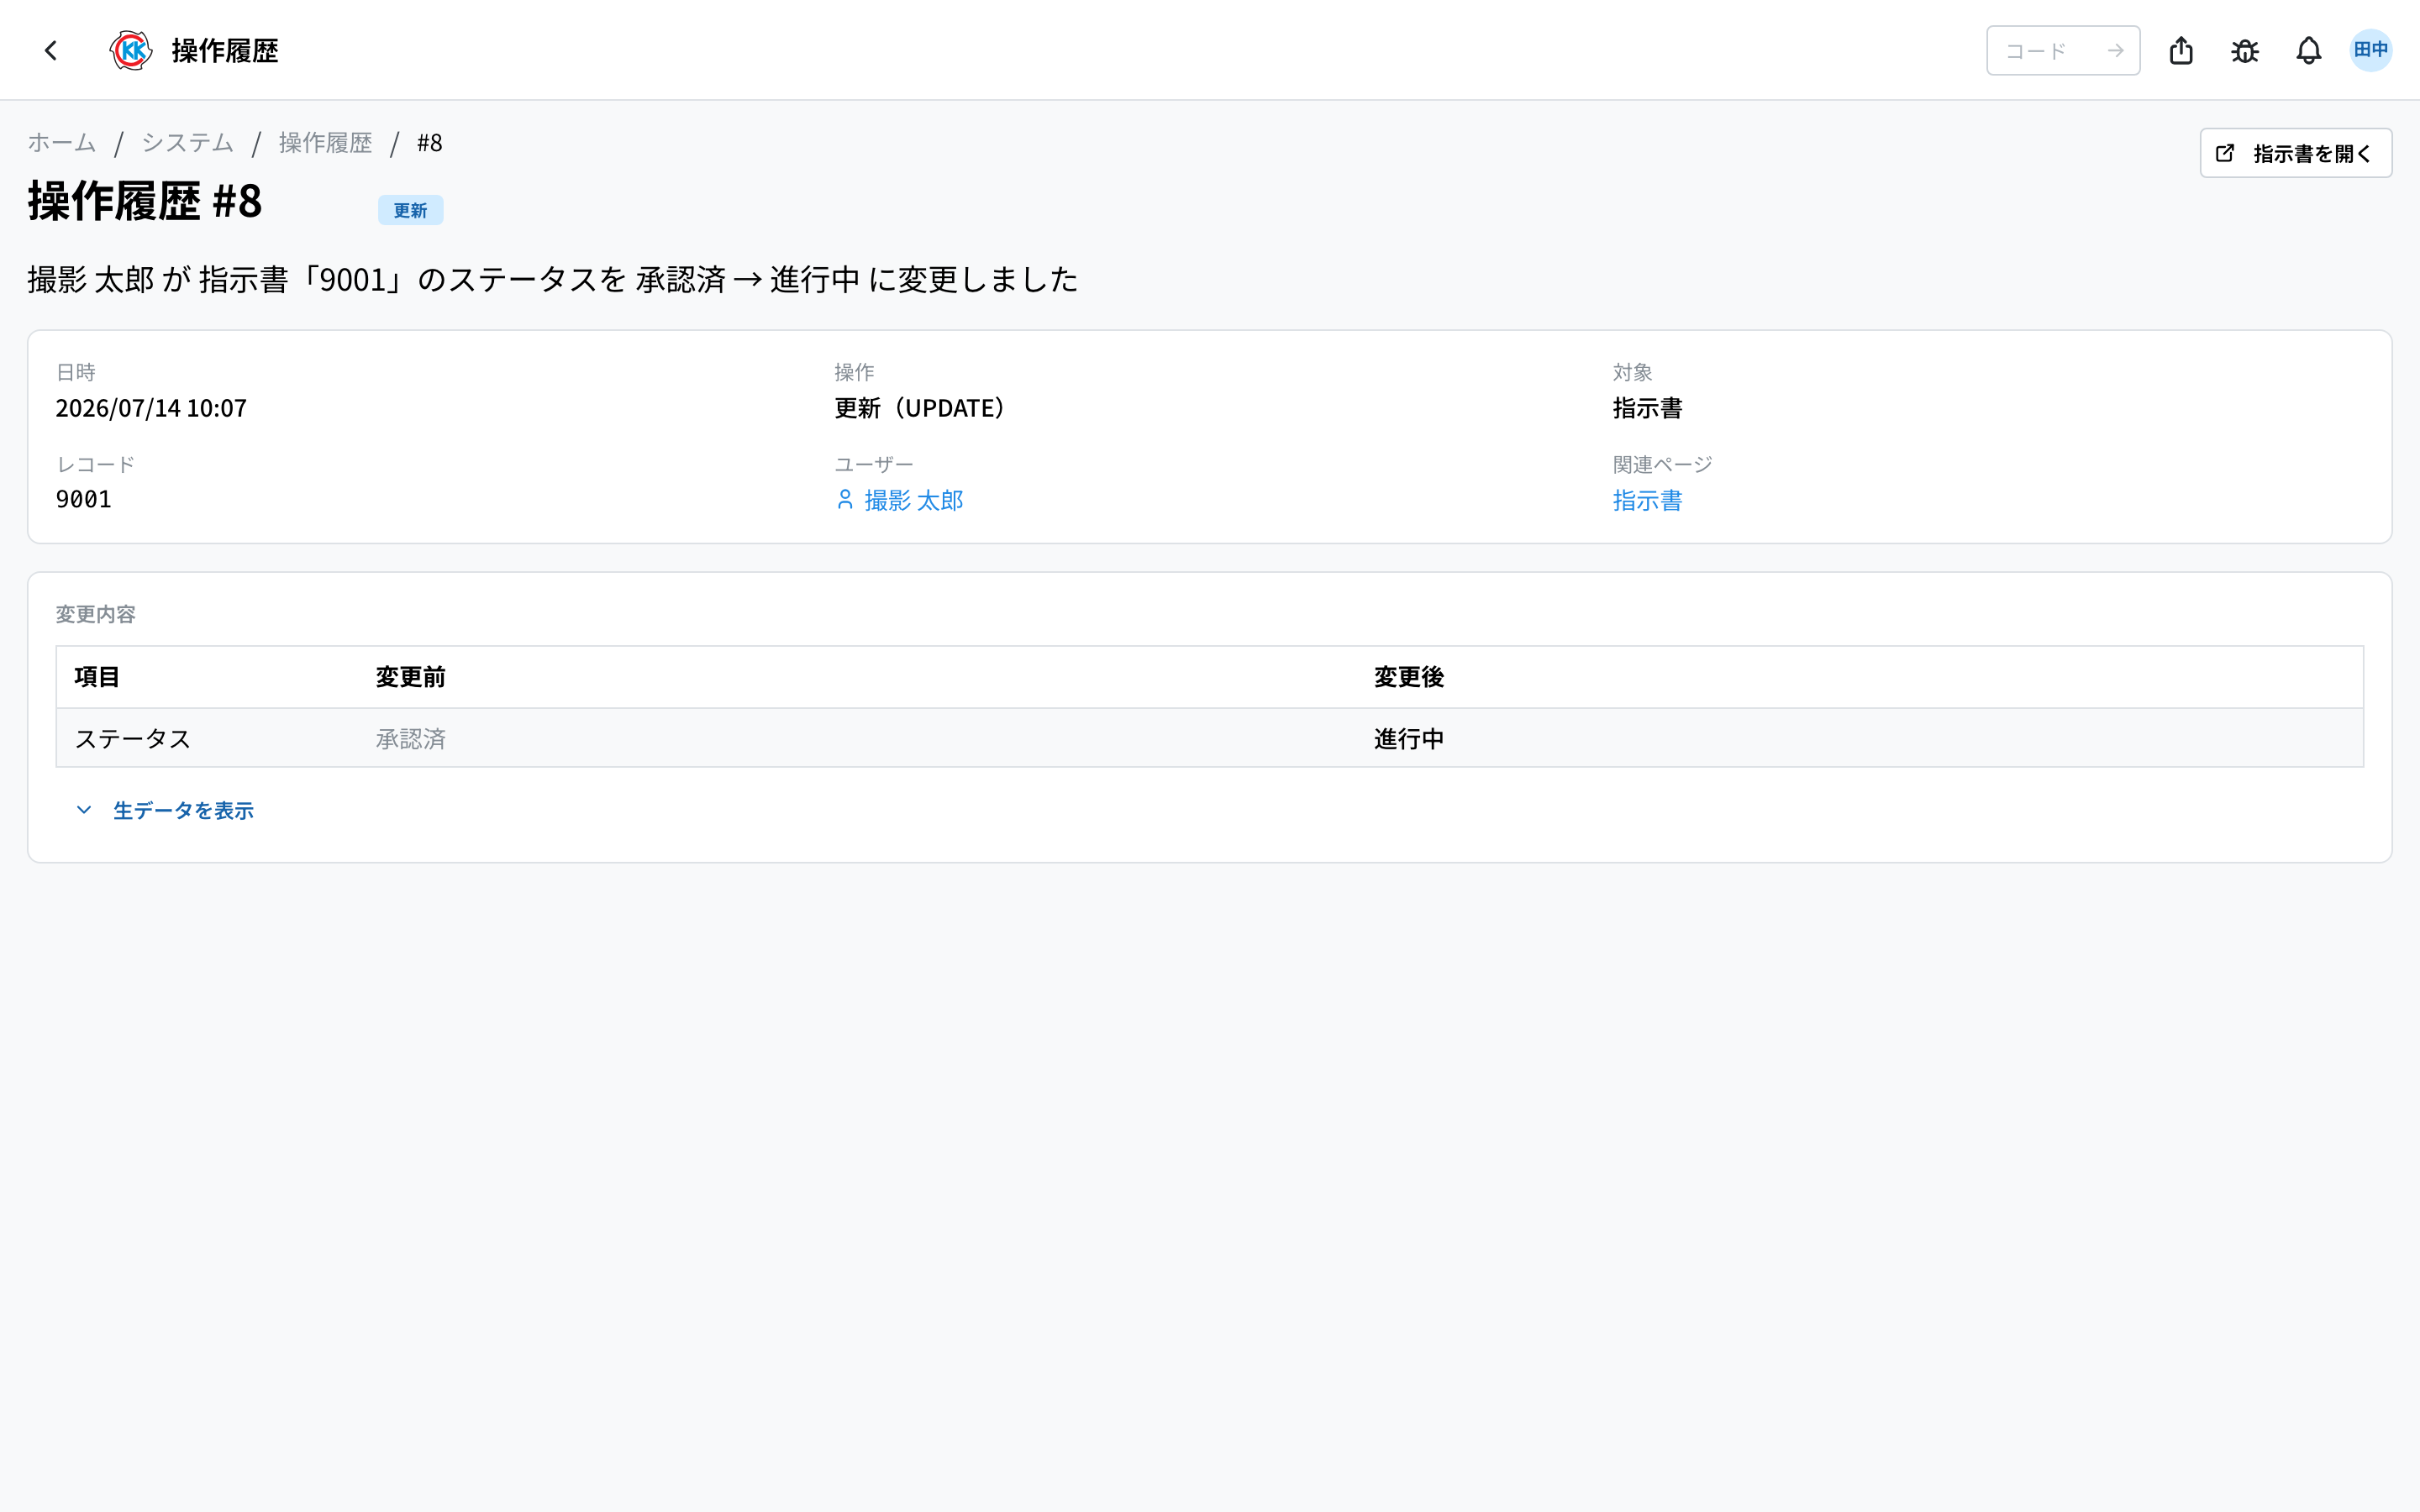 KK 操作履歴
コード
田中
ホーム / システム / 操作履歴 / #8
指示書を開く
操作履歴 #8
更新
撮影 太郎 が 指示書「9001」のステータスを 承認済 → 進行中 に変更しました
日時
操作
対象
2026/07/14 10:07
更新（UPDATE）
指示書
レコード
ユーザー
関連ページ
9001
撮影 太郎
指示書
変更内容
項目
変更前
変更後
ステータス
承認済
進行中
生データを表示